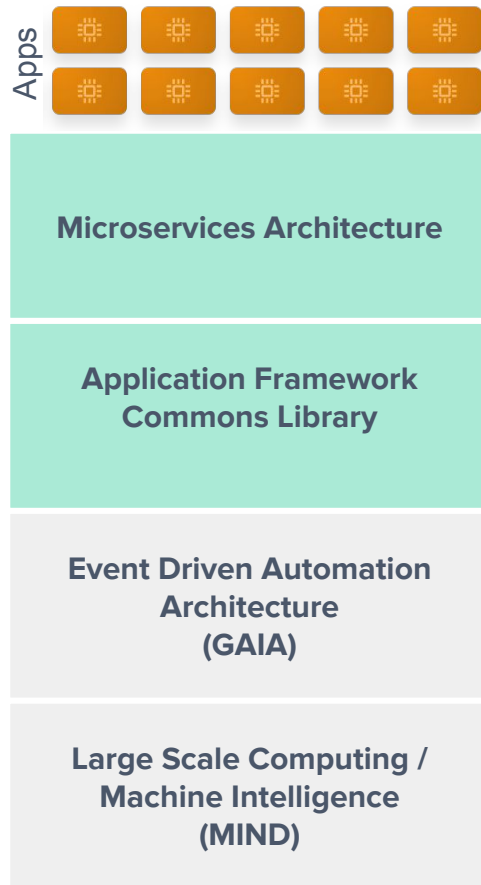 Apps
Microservices Architecture
Application Framework
Commons Library
Event Driven Automation
Architecture
(GAIA)
Large Scale Computing /
Machine Intelligence
(MIND)